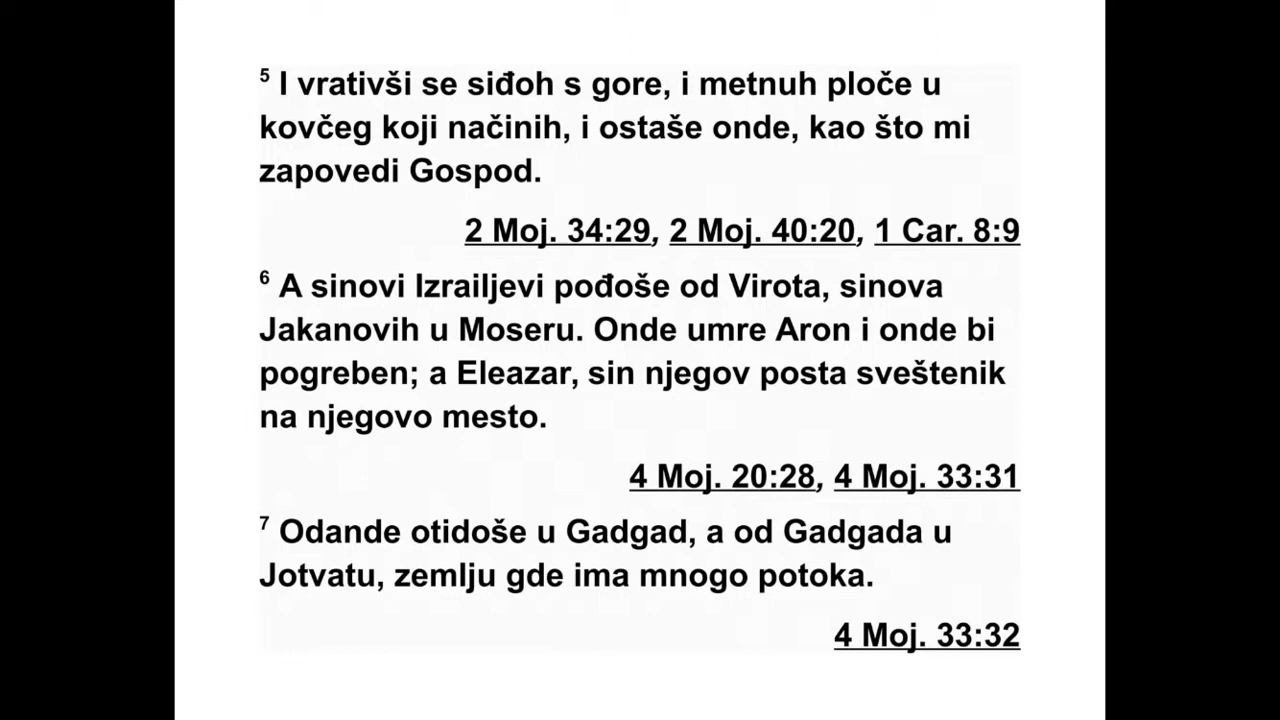 5 I vrativši se siđoh s gore, i metnuh ploče u
kovčeg koji načinih, i ostaše onde, kao što mi
zapovedi Gospod.
2 Moj. 34:29, 2 Moj. 40:20, 1 Car. 8:9
6 A sinovi Izrailjevi pođoše od Virota, sinova
Jakanovih u Moseru. Onde umre Aron i onde bi
pogreben; a Eleazar, sin njegov posta sveštenik
na njegovo mesto.
4 Moj. 20:28, 4 Moj. 33:31
7 Odande otidoše u Gadgad, a od Gadgada u
Jotvatu, zemlju gde ima mnogo potoka.
4 Moj. 33:32